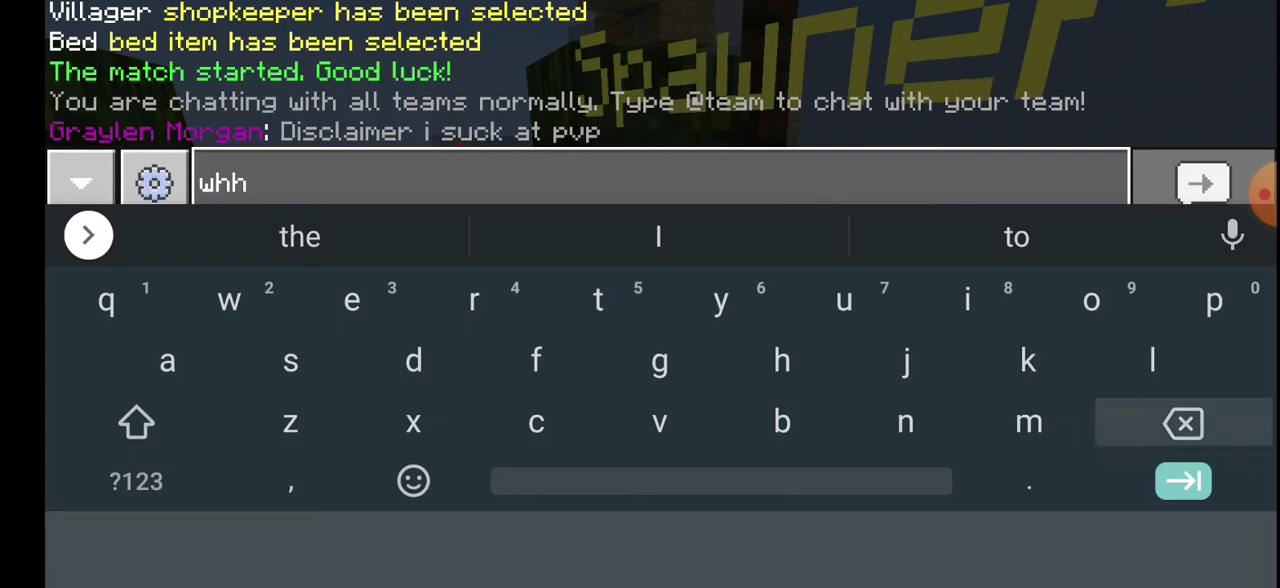 Villager shopkeeper has been selected
Bed bed item has been selected
The match started. Good luck!
You are chatting with all teams normally. Type @team to chat with your team!
Graylen Morgan: Disclaimer i suck at pvp
Spawner
whh
the I to
q 1 w 2 e 3 r 4 t 5 y 6 u 7 i 8 o 9 p 0
a s d f g h j k l
z x c v b n m
?123 , .